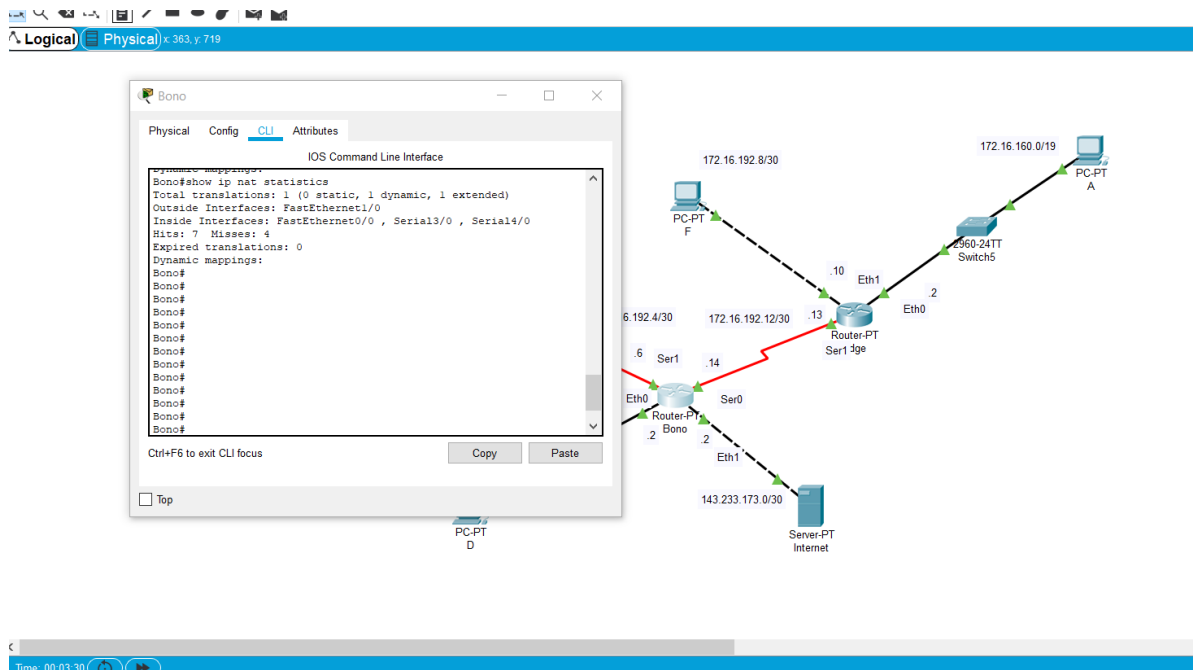 Logical Physical x: 363, y: 719
Bono
Physical Config CLI Attributes
IOS Command Line Interface
Dynamic mappings:
Bono#show ip nat statistics
Total translations: 1 (0 static, 1 dynamic, 1 extended)
Outside Interfaces: FastEthernet1/0
Inside Interfaces: FastEthernet0/0 , Serial3/0 , Serial4/0
Hits: 7 Misses: 4
Expired translations: 0
Dynamic mappings:
Bono#
Bono#
Bono#
Bono#
Bono#
Bono#
Bono#
Bono#
Bono#
Bono#
Bono#
Bono#
Bono#
Ctrl+F6 to exit CLI focus
Copy Paste
Top
172.16.192.8/30
172.16.160.0/19
PC-PT
A
PC-PT
F
2960-24TT
Switch5
.10
Eth1
.2
Eth0
6.192.4/30
172.16.192.12/30
.13
Router-PT
Ser1 dge
.6
Ser1
.14
Eth0
Ser0
Router-PT
Bono
.2
.2
Eth1
143.233.173.0/30
Server-PT
Internet
PC-PT
D
Time: 00:03:30